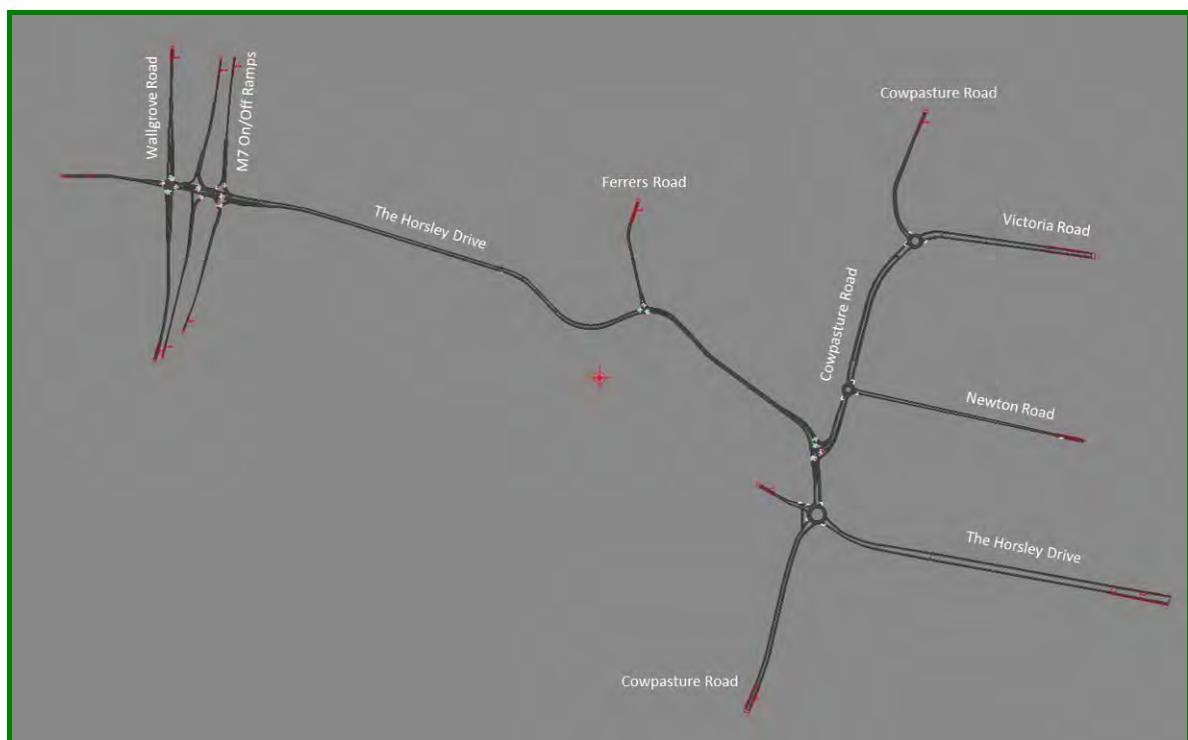 Wallgrove Road
M7 On/Off Ramps
Cowpasture Road
Ferrers Road
The Horsley Drive
Victoria Road
Cowpasture Road
Newton Road
The Horsley Drive
Cowpasture Road